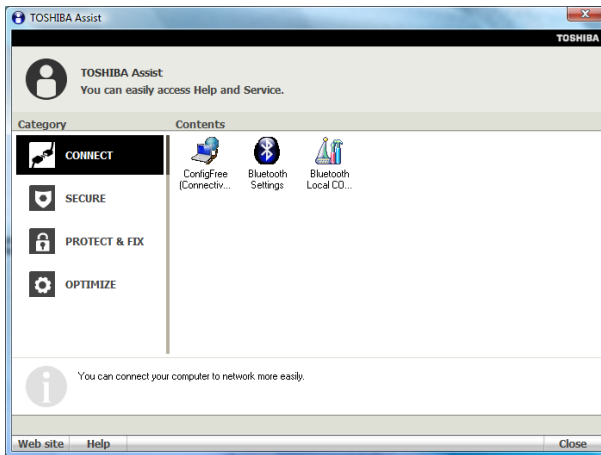 TOSHIBA Assist
TOSHIBA
TOSHIBA Assist
You can easily access Help and Service.
Category
Contents
CONNECT
SECURE
PROTECT & FIX
OPTIMIZE
ConfigFree
(Connectiv...
Bluetooth
Settings
Bluetooth
Local CO...
You can connect your computer to network more easily.
Web site
Help
Close